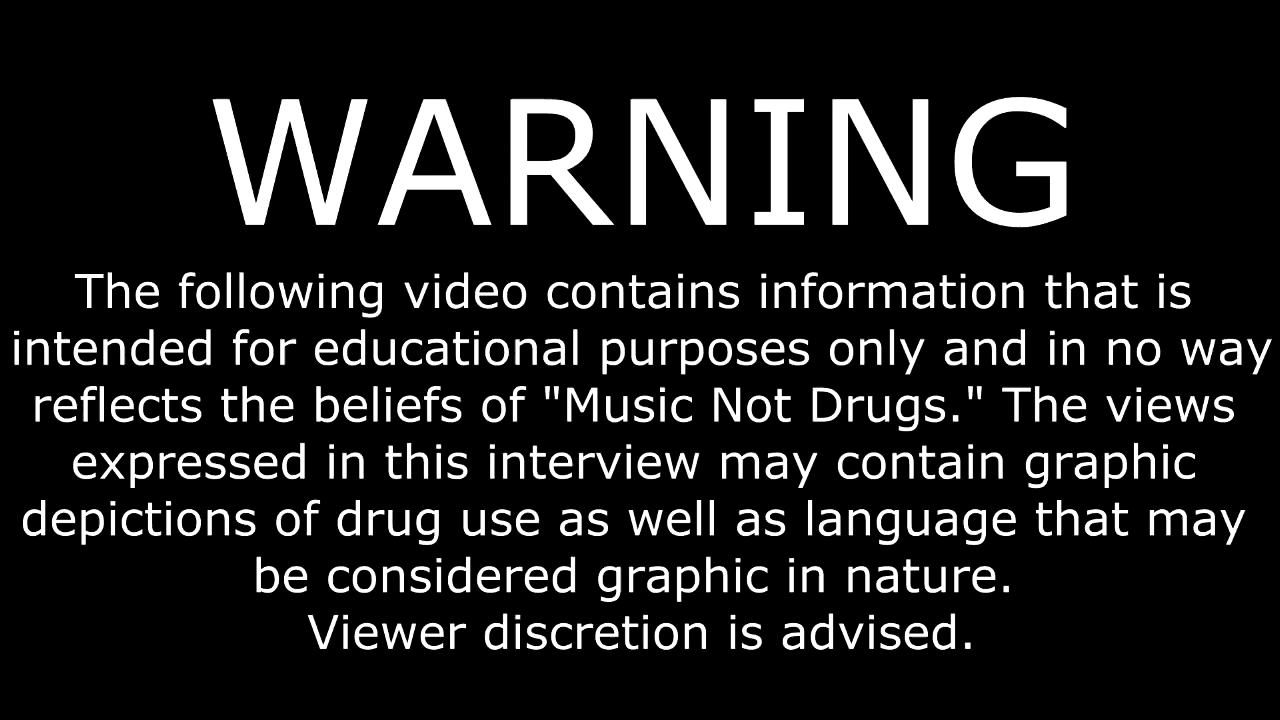 WARNING
The following video contains information that is
intended for educational purposes only and in no way
reflects the beliefs of "Music Not Drugs." The views
expressed in this interview may contain graphic
depictions of drug use as well as language that may
be considered graphic in nature.
Viewer discretion is advised.